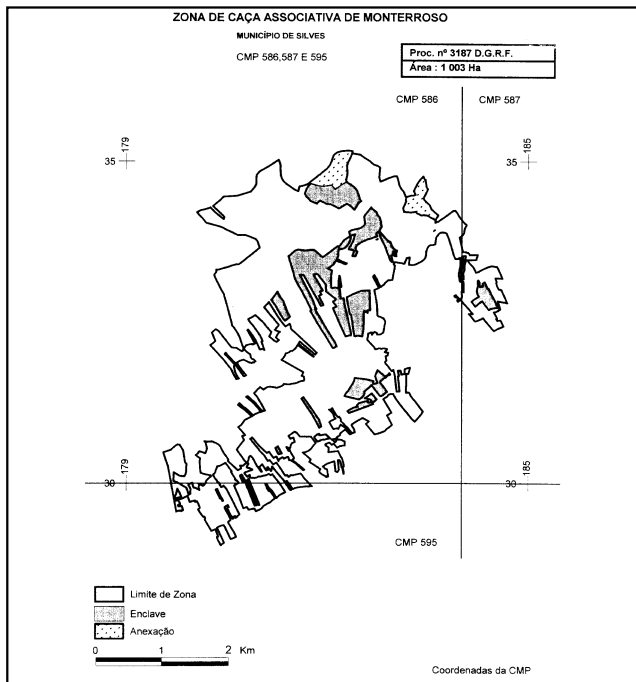 ZONA DE CAÇA ASSOCIATIVA DE MONTERROSO
MUNICÍPIO DE SILVES
CMP 586,587 E 595
Proc. nº 3187 D.G.R.F.
Área : 1 003 Ha
CMP 586
CMP 587
179
185
35
35
179
185
30
30
CMP 595
Limite de Zona
Enclave
Anexação
0 1 2 Km
Coordenadas da CMP